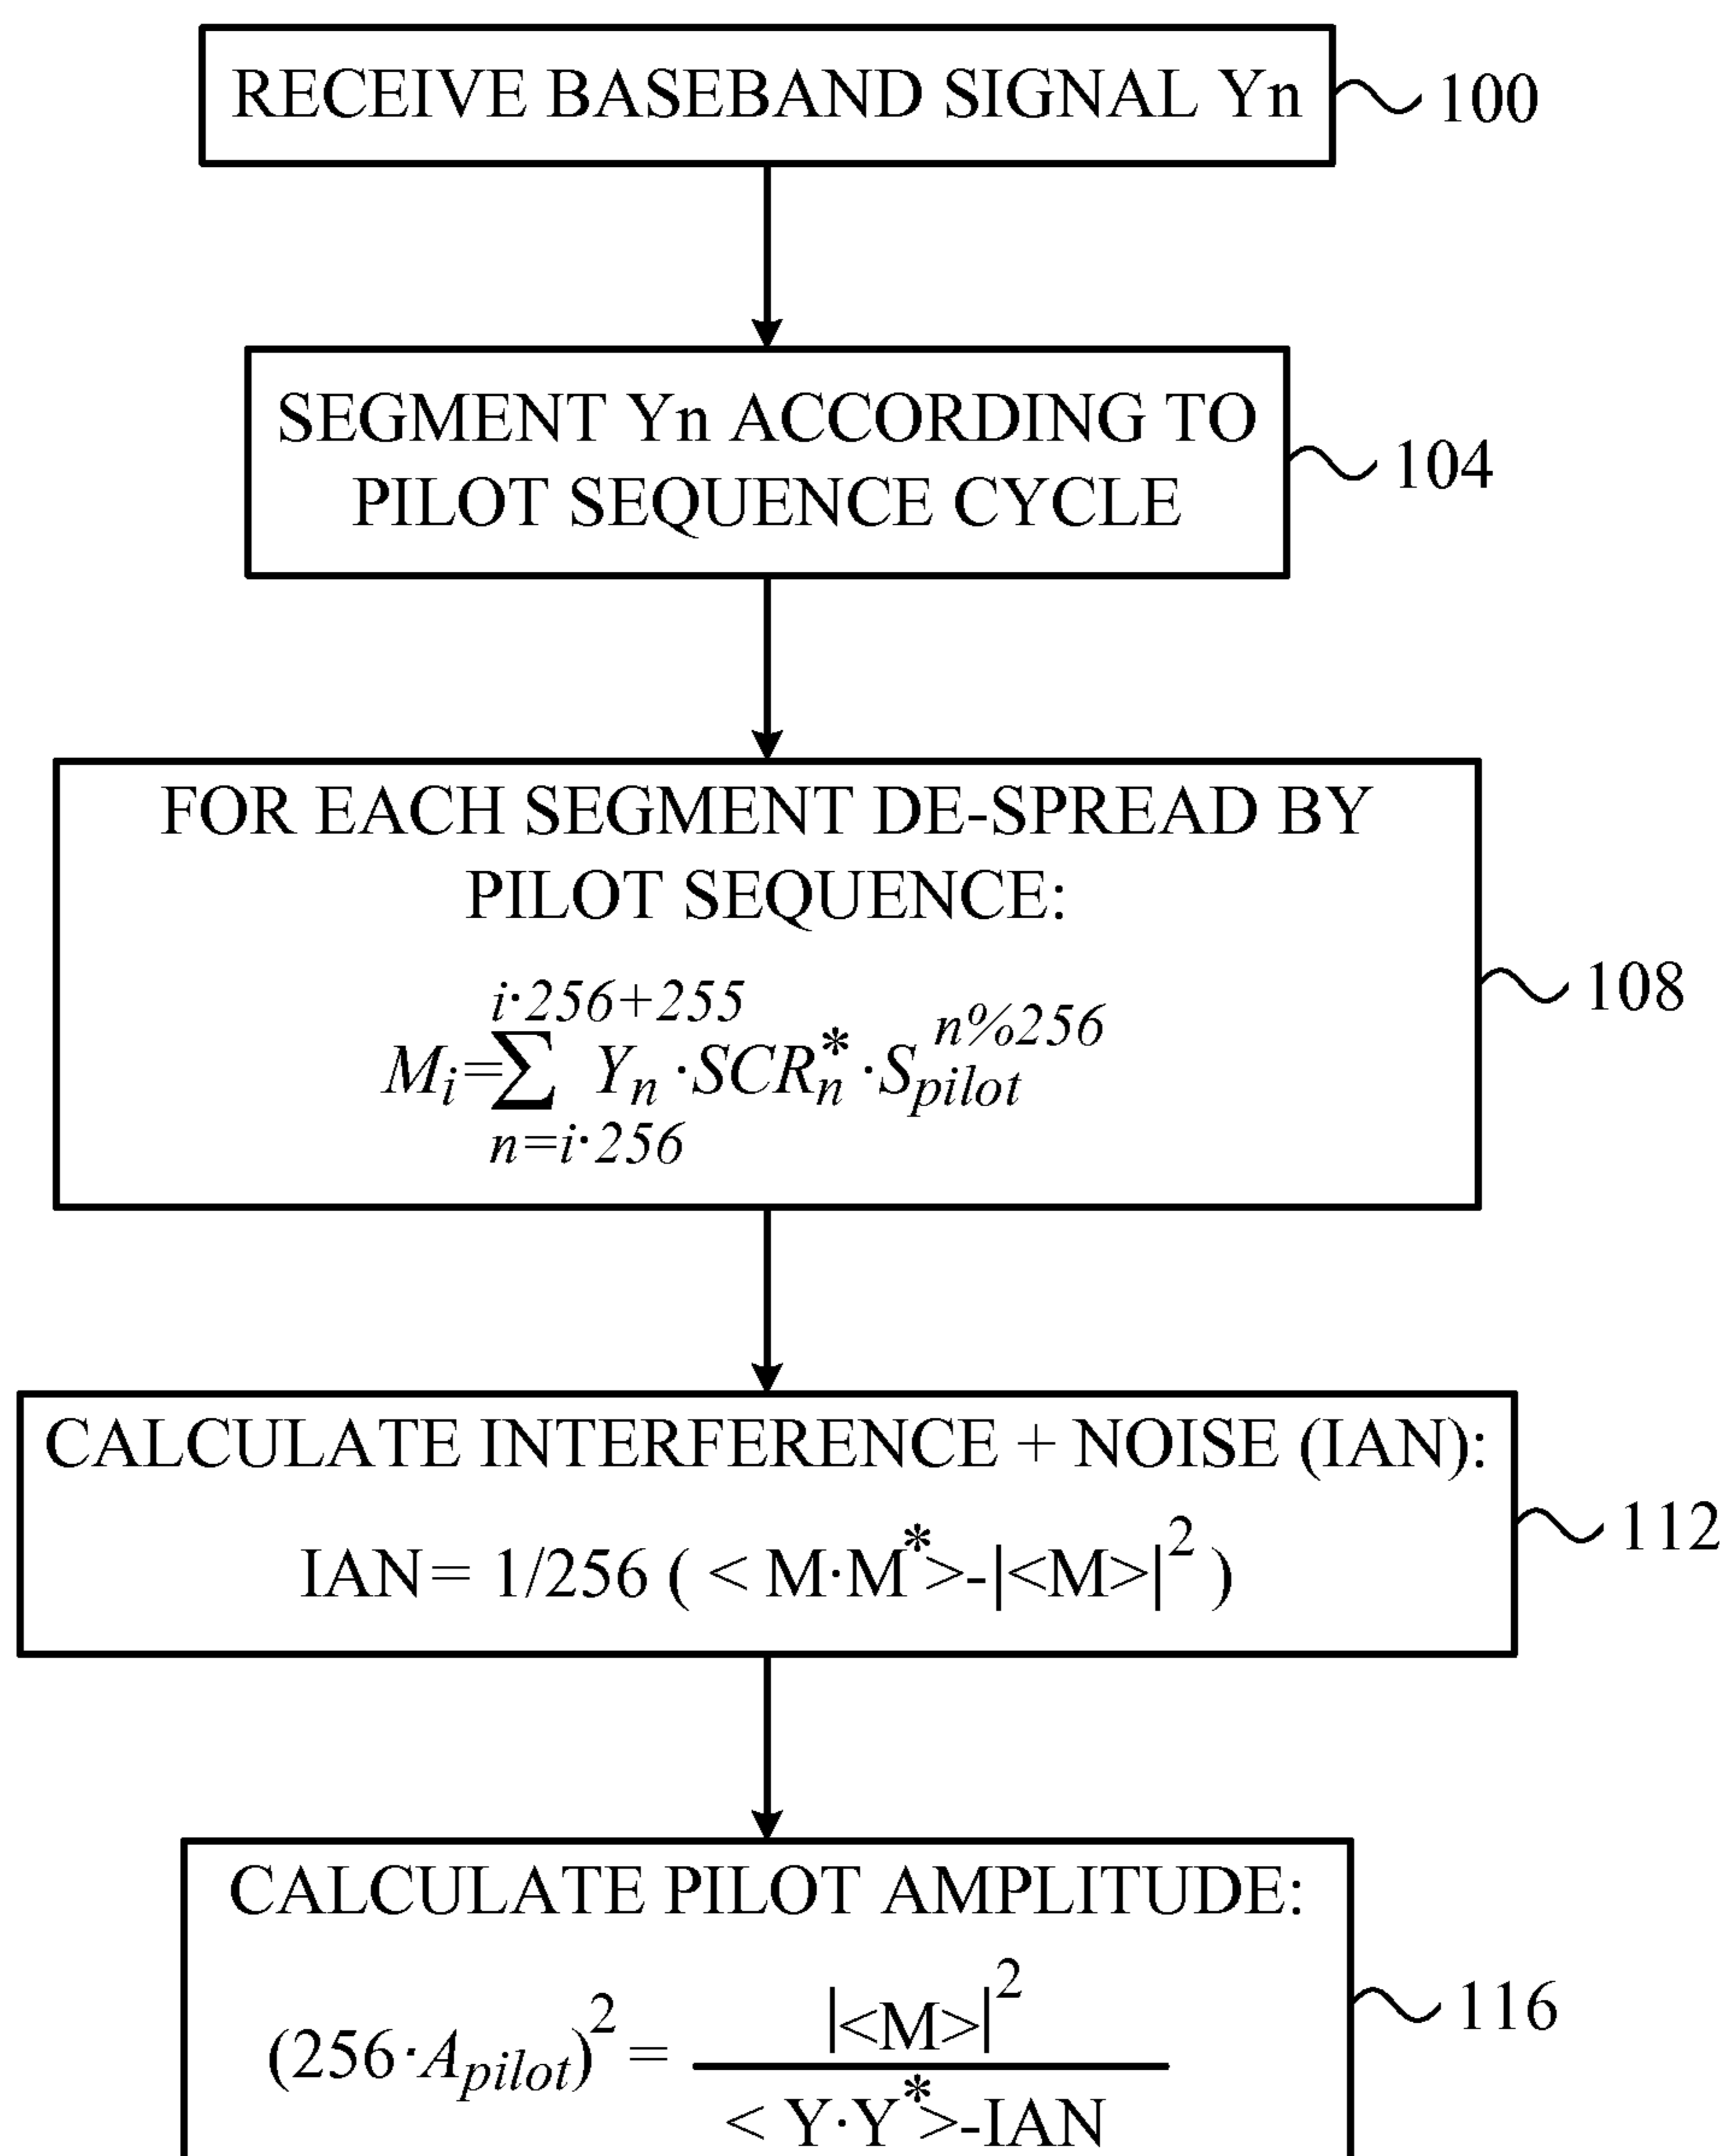 RECEIVE BASEBAND SIGNAL Yn
100
SEGMENT Yn ACCORDING TO
PILOT SEQUENCE CYCLE
104
FOR EACH SEGMENT DE-SPREAD BY
PILOT SEQUENCE:
i·256+255
M_i=∑ Y_n·SCR_n^*·S_pilot^n%256
n=i·256
108
CALCULATE INTERFERENCE + NOISE (IAN):
IAN= 1/256 ( < M·M^*>-|<M>|^2 )
112
CALCULATE PILOT AMPLITUDE:
|<M>|^2
(256·A_pilot)^2 =
< Y·Y^*>-IAN
116